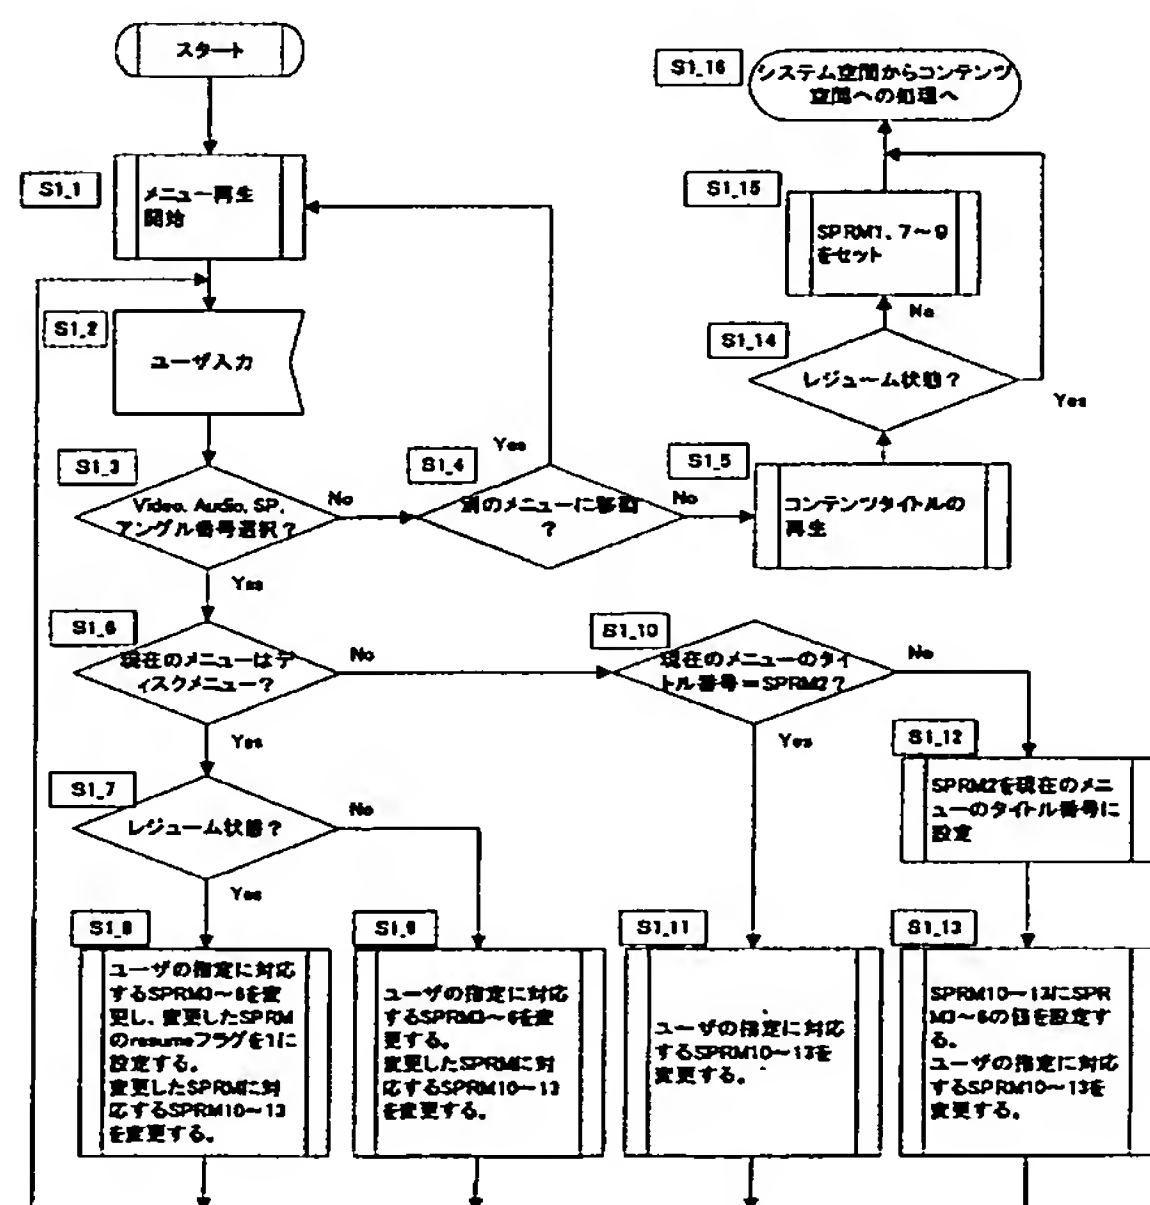 スタート
S1_1
メニュー再生
開始
S1_2
ユーザ入力
S1_3
Video, Audio, SP,
アングル番号選択？
No
Yes
S1_4
別のメニューに移動
？
Yes
No
S1_5
コンテンツタイトルの
再生
S1_14
レジューム状態？
No
Yes
S1_15
SPRM1、7～9
をセット
S1_16
システム空間からコンテンツ
空間への処理へ
S1_6
現在のメニューはデ
ィスクメニュー？
No
Yes
S1_10
現在のメニューのタイ
トル番号＝SPRM2？
No
Yes
S1_12
SPRM2を現在のメニ
ューのタイトル番号に
設定
S1_7
レジューム状態？
No
Yes
S1_8
ユーザの指定に対応
するSPRM3～6を変
更し、変更したSPRM
のresumeフラグを1に
設定する。
変更したSPRMに対
応するSPRM10～13
を変更する。
S1_9
ユーザの指定に対応
するSPRM3～6を変
更する。
変更したSPRMに対
応するSPRM10～13
を変更する。
S1_11
ユーザの指定に対応
するSPRM10～13を
変更する。
S1_13
SPRM10～13にSPR
M3～6の値を設定す
る。
ユーザの指定に対応
するSPRM10～13を
変更する。